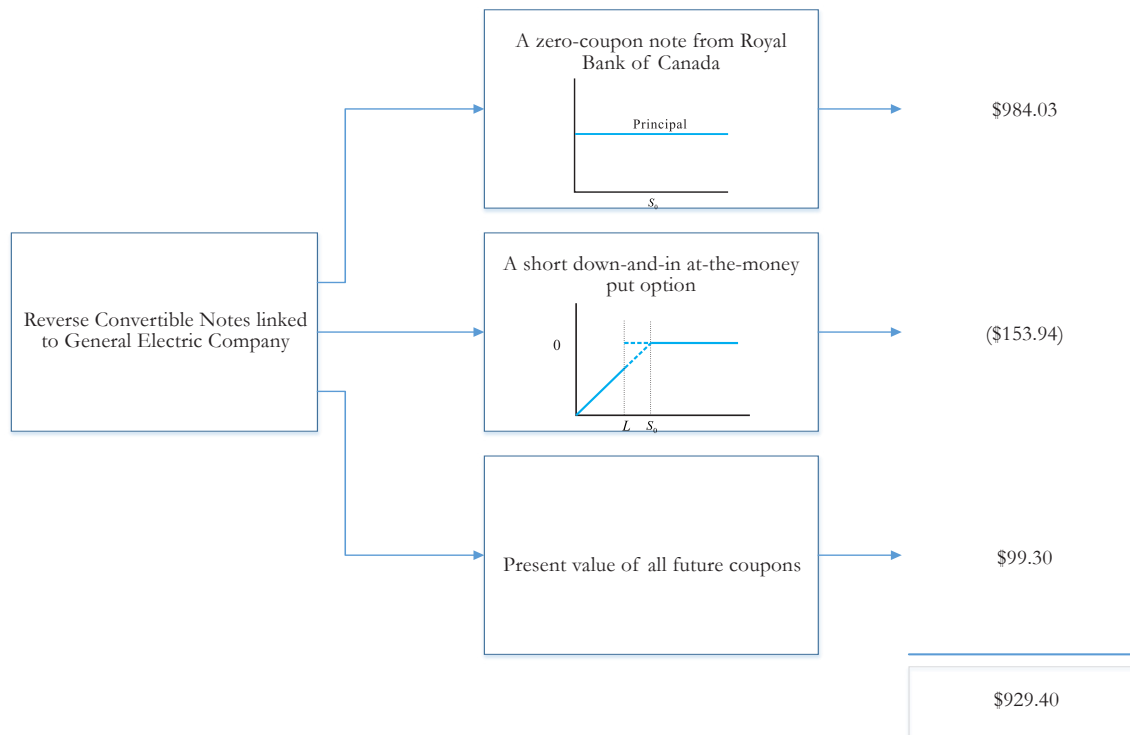 A zero-coupon note from Royal
Bank of Canada
Principal
S₀
$984.03
Reverse Convertible Notes linked
to General Electric Company
A short down-and-in at-the-money
put option
0
L S₀
($153.94)
Present value of all future coupons
$99.30
$929.40